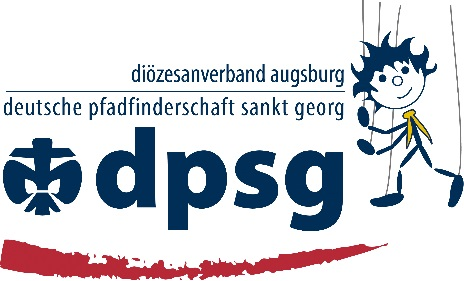 diözesanverband augsburg
deutsche pfadfinderschaft sankt georg
dpsg